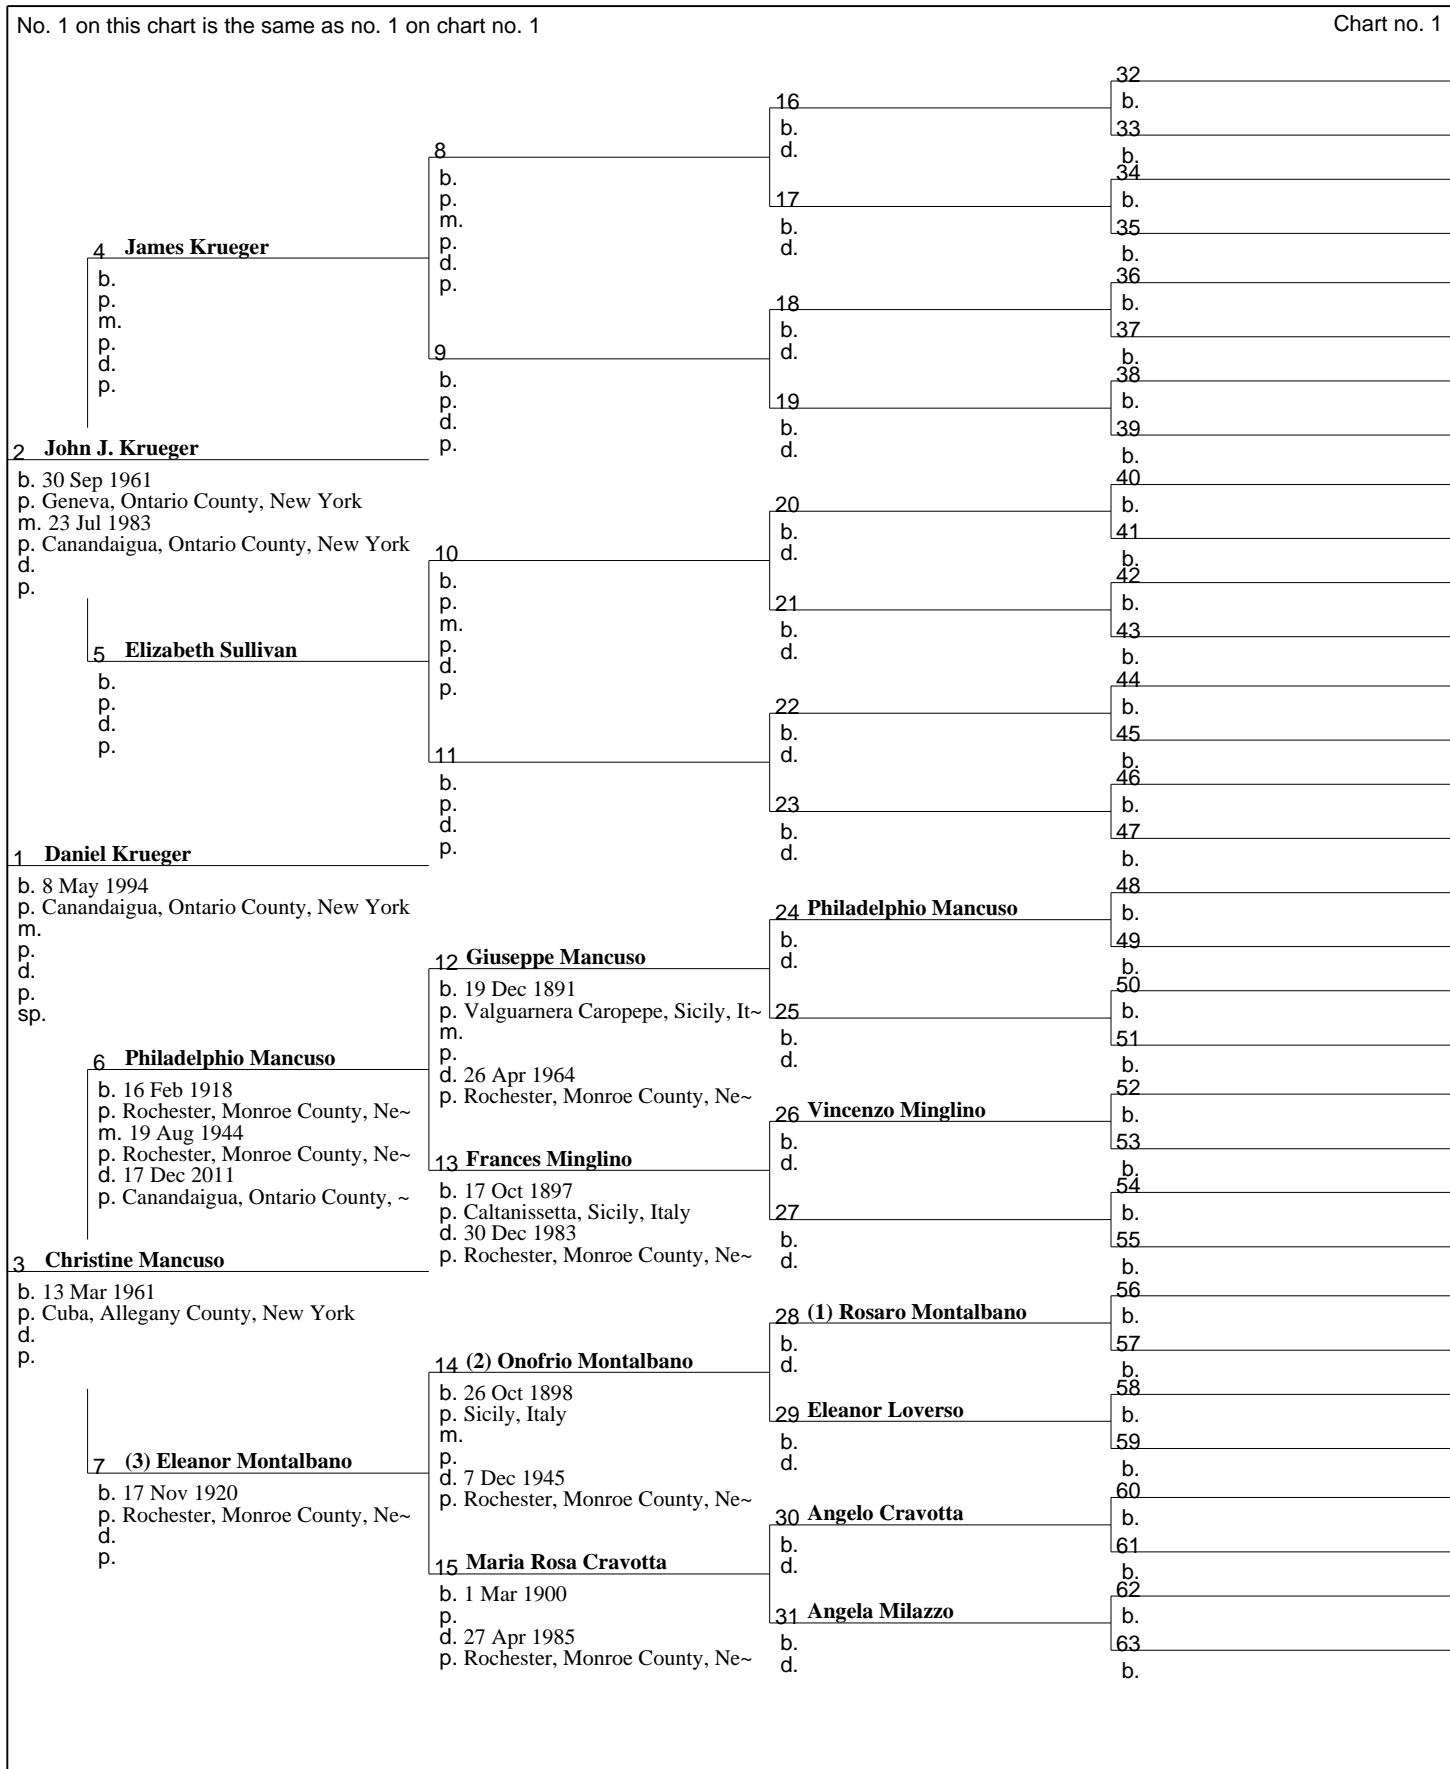 No. 1 on this chart is the same as no. 1 on chart no. 1
Chart no. 1
2 John J. Krueger
b. 30 Sep 1961
p. Geneva, Ontario County, New York
m. 23 Jul 1983
p. Canandaigua, Ontario County, New York
d.
p.
1 Daniel Krueger
b. 8 May 1994
p. Canandaigua, Ontario County, New York
m.
p.
d.
p.
sp.
3 Christine Mancuso
b. 13 Mar 1961
p. Cuba, Allegany County, New York
d.
p.
4 James Krueger
b.
p.
m.
p.
d.
p.
5 Elizabeth Sullivan
b.
p.
d.
p.
6 Philadelphio Mancuso
b. 16 Feb 1918
p. Rochester, Monroe County, Ne~
m. 19 Aug 1944
p. Rochester, Monroe County, Ne~
d. 17 Dec 2011
p. Canandaigua, Ontario County, ~
7 (3) Eleanor Montalbano
b. 17 Nov 1920
p. Rochester, Monroe County, Ne~
d.
p.
8
b.
p.
m.
p.
d.
p.
9
b.
p.
d.
p.
10
b.
p.
m.
p.
d.
p.
11
b.
p.
d.
p.
12 Giuseppe Mancuso
b. 19 Dec 1891
p. Valguarnera Caropepe, Sicily, It~
m.
p.
d. 26 Apr 1964
p. Rochester, Monroe County, Ne~
13 Frances Minglino
b. 17 Oct 1897
p. Caltanissetta, Sicily, Italy
d. 30 Dec 1983
p. Rochester, Monroe County, Ne~
14 (2) Onofrio Montalbano
b. 26 Oct 1898
p. Sicily, Italy
m.
p.
d. 7 Dec 1945
p. Rochester, Monroe County, Ne~
15 Maria Rosa Cravotta
b. 1 Mar 1900
p.
d. 27 Apr 1985
p. Rochester, Monroe County, Ne~
16
b.
d.
17
b.
d.
18
b.
d.
19
b.
d.
20
b.
d.
21
b.
d.
22
b.
d.
23
b.
d.
24 Philadelphio Mancuso
b.
d.
25
b.
d.
26 Vincenzo Minglino
b.
d.
27
b.
d.
28 (1) Rosaro Montalbano
b.
d.
29 Eleanor Loverso
b.
d.
30 Angelo Cravotta
b.
d.
31 Angela Milazzo
b.
d.
32
b.
33
b.
34
b.
35
b.
36
b.
37
b.
38
b.
39
b.
40
b.
41
b.
42
b.
43
b.
44
b.
45
b.
46
b.
47
b.
48
b.
49
b.
50
b.
51
b.
52
b.
53
b.
54
b.
55
b.
56
b.
57
b.
58
b.
59
b.
60
b.
61
b.
62
b.
63
b.